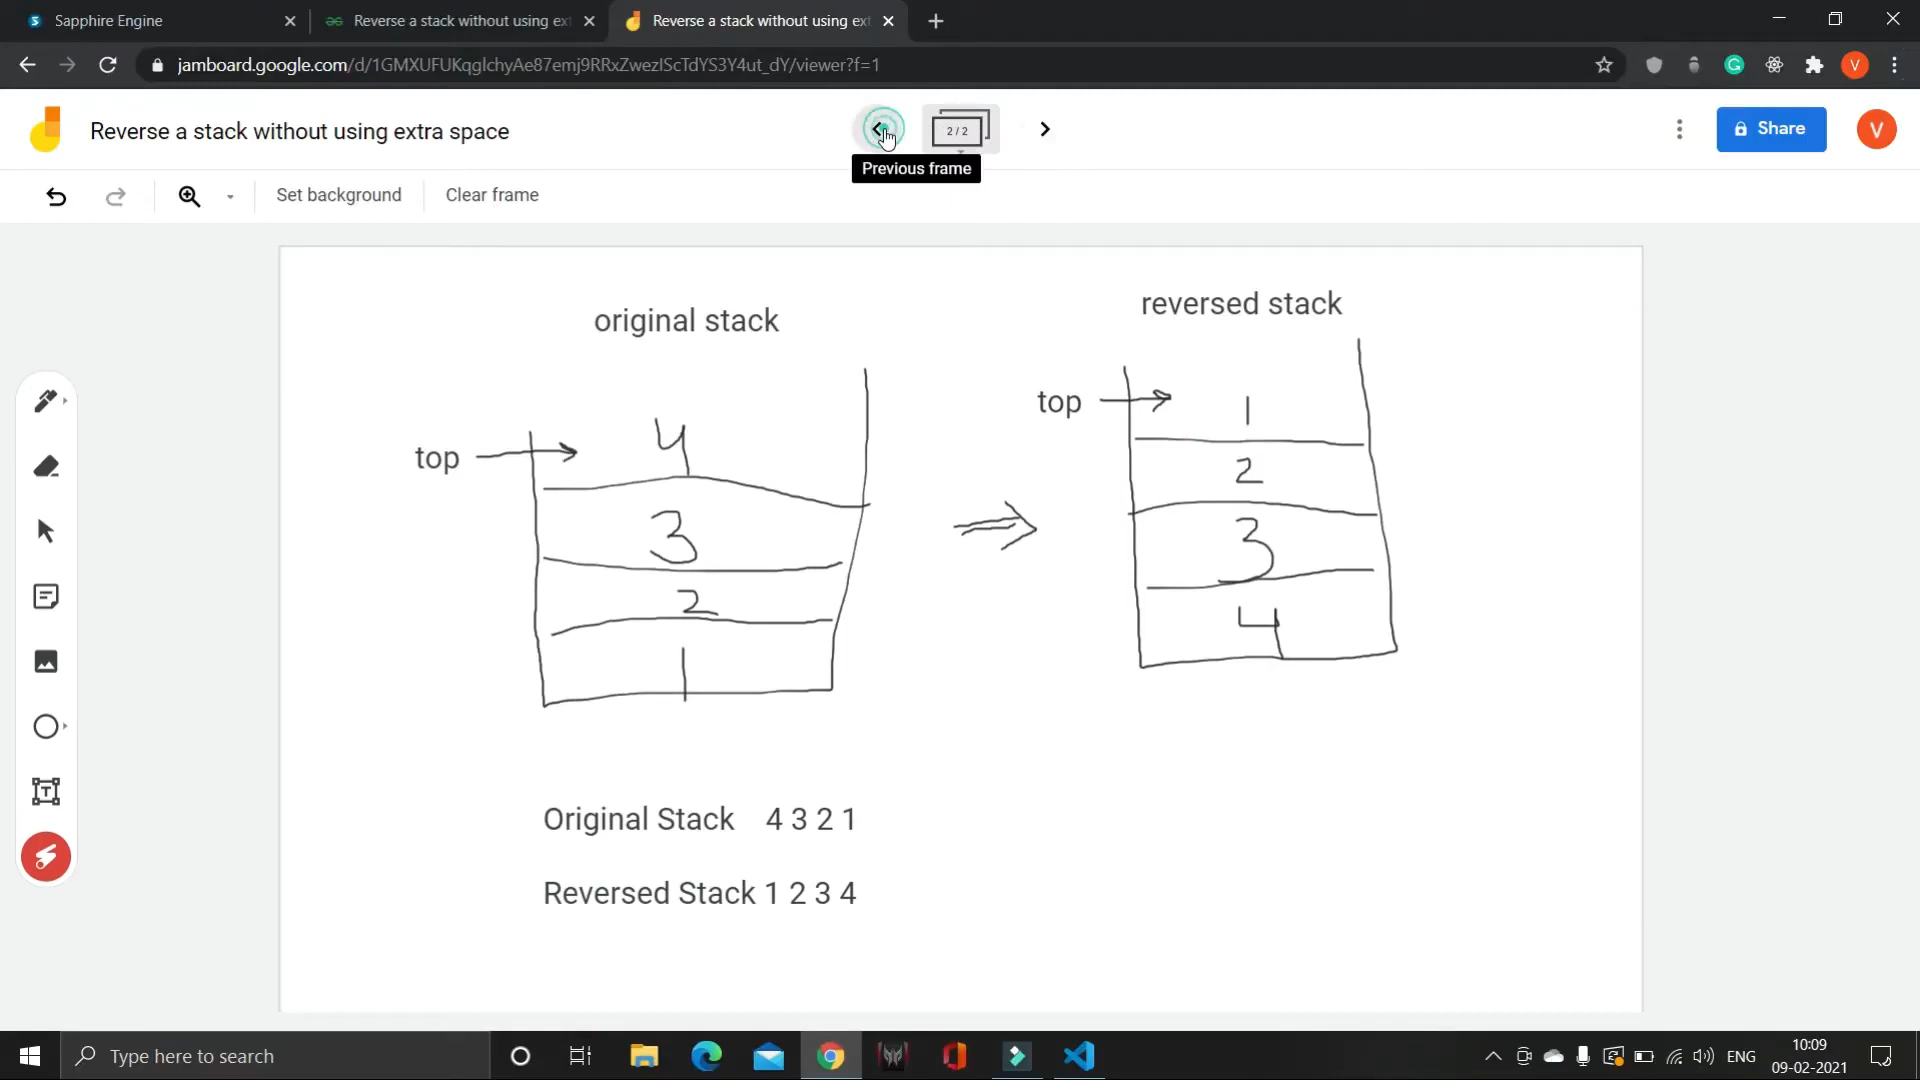 Sapphire Engine
Reverse a stack without using ex
Reverse a stack without using ex
jamboard.google.com/d/1GMXUFUKqglchyAe87emj9RRxZwezIScTdYS3Y4ut_dY/viewer?f=1
V
Reverse a stack without using extra space
2 / 2
Share
V
Previous frame
Set background
Clear frame
original stack
reversed stack
top
4
3
2
1
top
1
2
3
4
Original Stack 4 3 2 1
Reversed Stack 1 2 3 4
Type here to search
ENG
10:09
09-02-2021